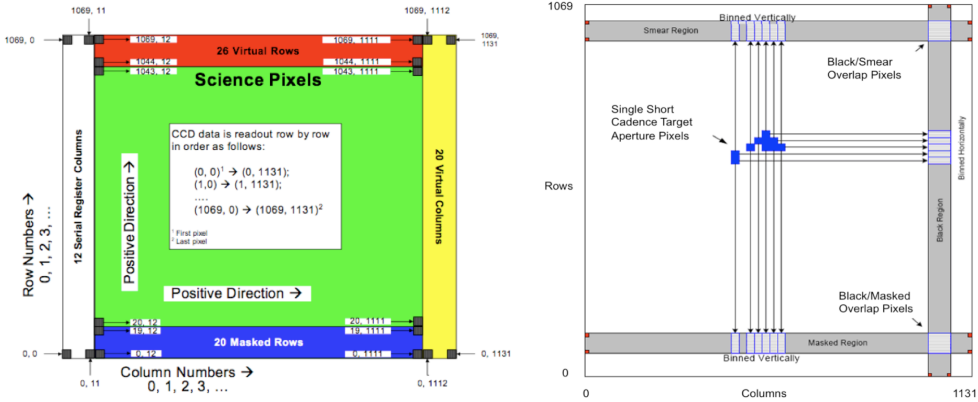 1069, 11
1112
1069,
1069, 0
1069, 12
1069, 1111
1069,
1131
26 Virtual Rows
1044, 12
1044, 1111
1043, 12
1043, 1111
Science Pixels
CCD data is readout row by row
in order as follows:
(0, 0)¹ → (0, 1131);
(1,0) → (1, 1131);
....
(1069, 0) → (1069, 1131)²
¹ First pixel
² Last pixel
Row Numbers →
0, 1, 2, 3, ...
12 Serial Register Columns
Positive Direction →
20 Virtual Columns
Positive Direction →
20, 12
20, 1111
19, 12
19, 1111
20 Masked Rows
0,0
0, 12
0, 1111
0, 1131
0, 11
0, 1112
Column Numbers →
0, 1, 2, 3, ...
1069
Binned Vertically
Smear Region
Black/Smear
Overlap Pixels
Single Short
Cadence Target
Aperture Pixels
Binned Horizontally
Rows
Black Region
Black/Masked
Overlap Pixels
Masked Region
Binned Vertically
0
0
Columns
1131